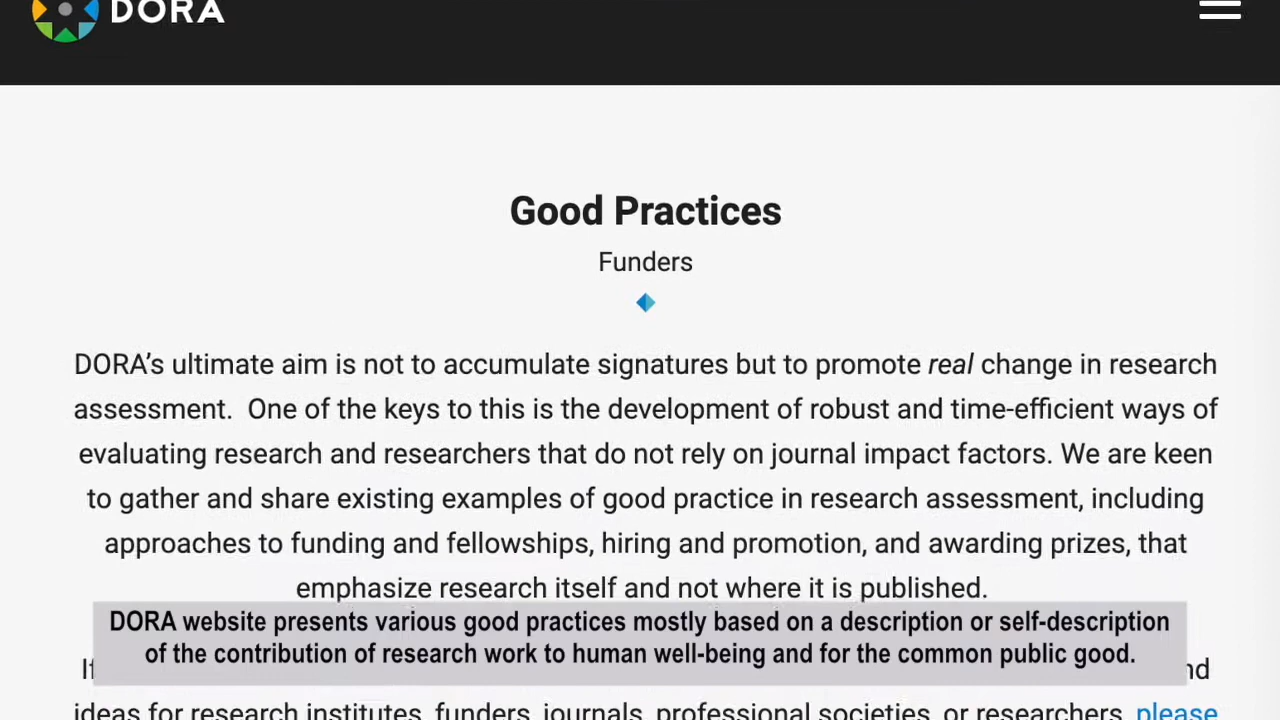 DORA
Good Practices
Funders
DORA’s ultimate aim is not to accumulate signatures but to promote real change in research
assessment.  One of the keys to this is the development of robust and time-efficient ways of
evaluating research and researchers that do not rely on journal impact factors. We are keen
to gather and share existing examples of good practice in research assessment, including
approaches to funding and fellowships, hiring and promotion, and awarding prizes, that
emphasize research itself and not where it is published.
DORA website presents various good practices mostly based on a description or self-description
of the contribution of research work to human well-being and for the common public good.
ideas for research institutes, funders, journals, professional societies, or researchers, please